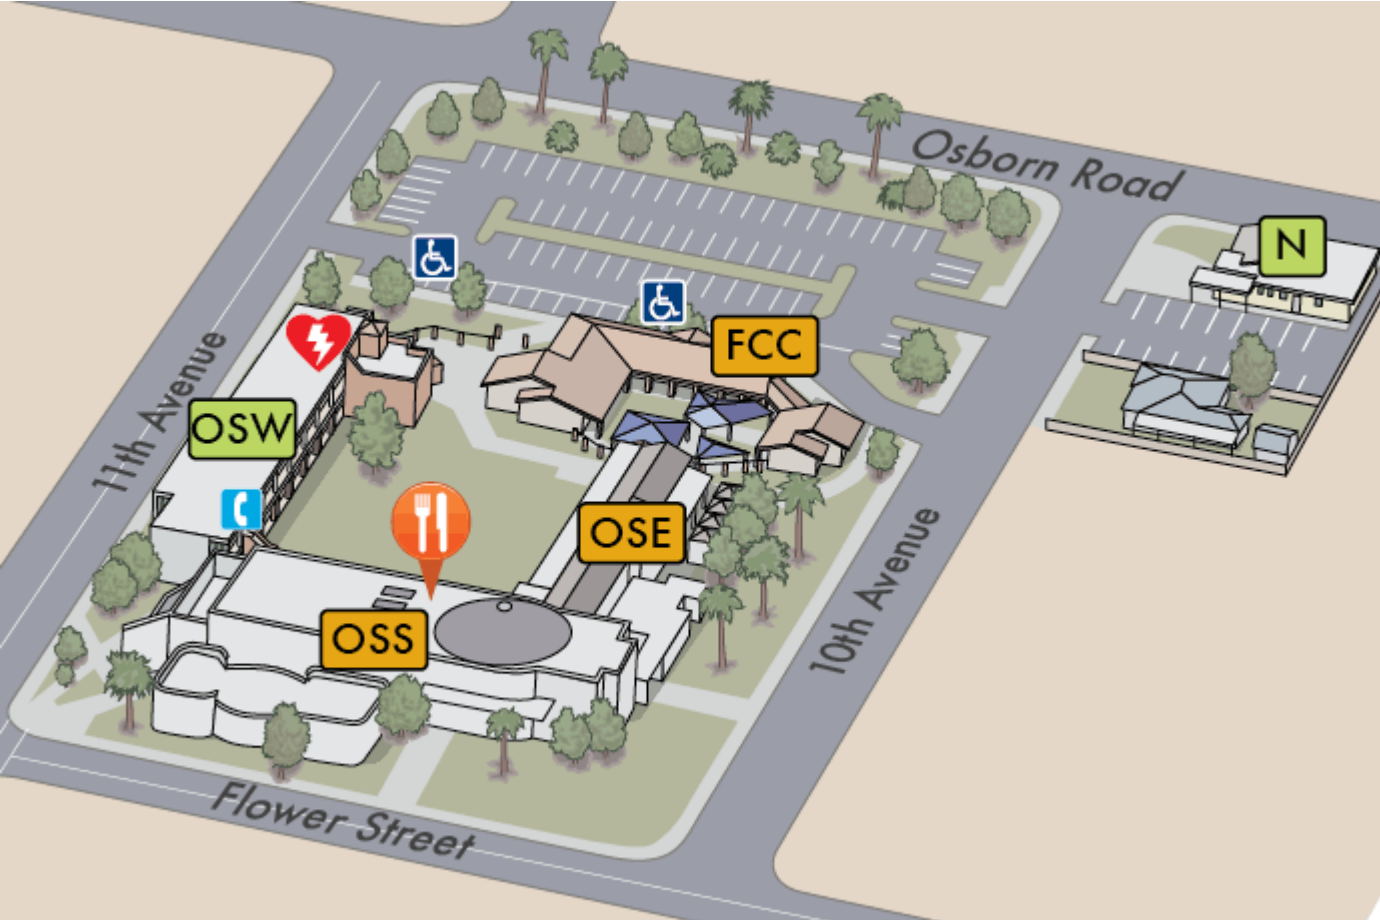 Osborn Road
N
FCC
11th Avenue
OSW
OSE
10th Avenue
OSS
Flower Street